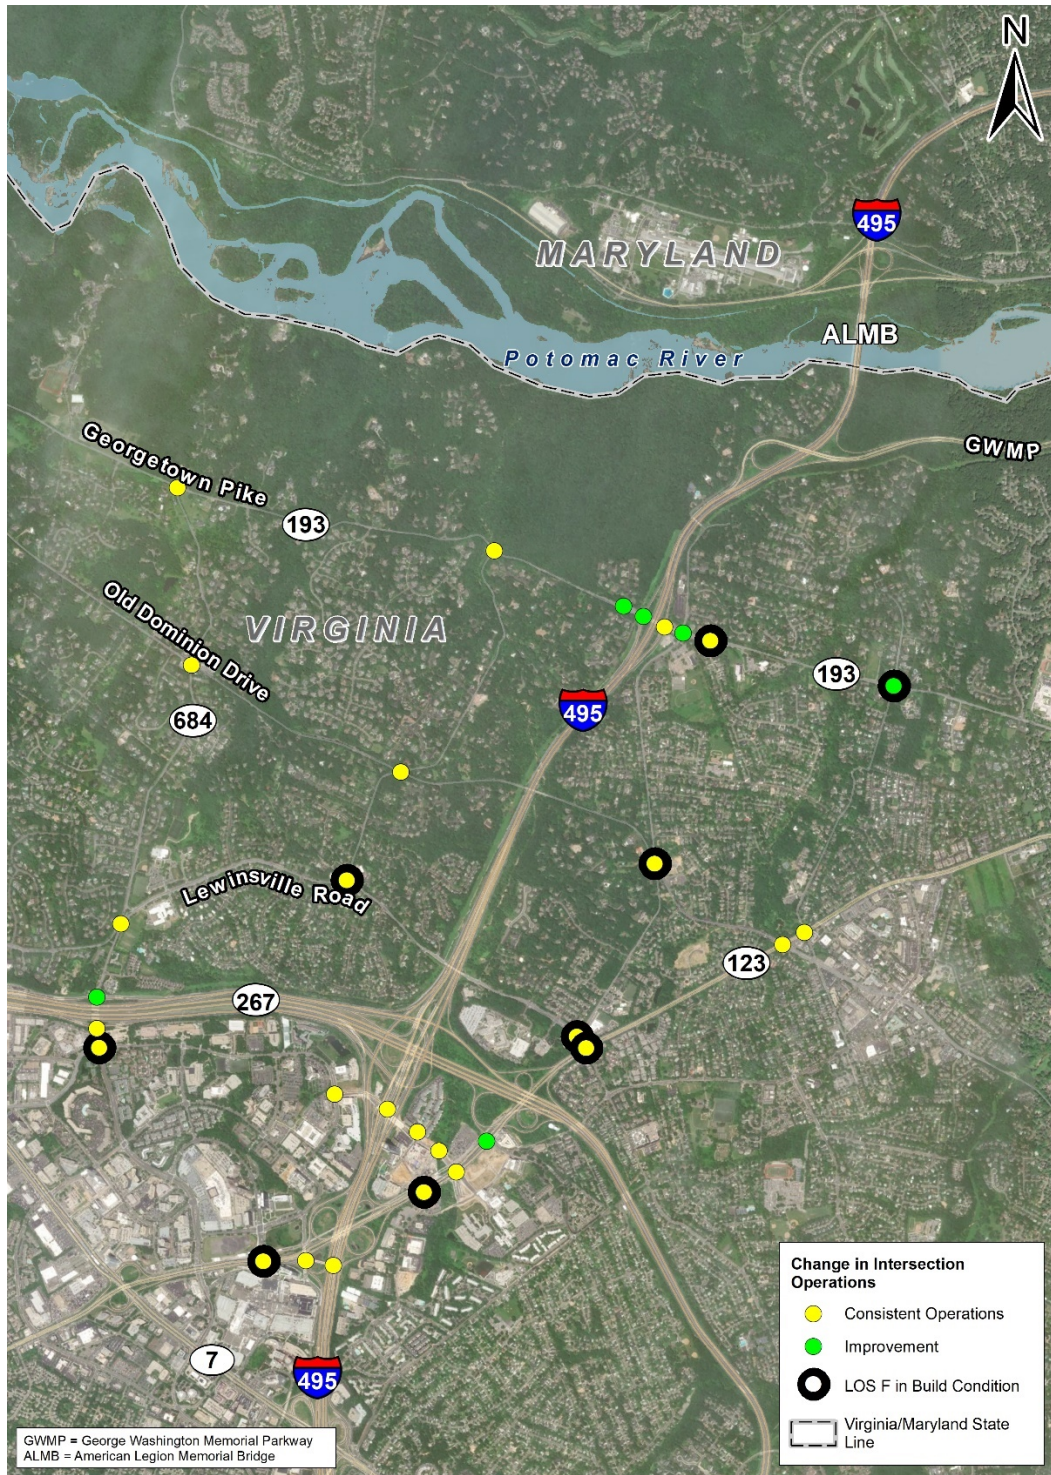 N
495
MARYLAND
ALMB
Potomac River
GWMP
Georgetown Pike
193
Old Dominion Drive
VIRGINIA
193
495
684
Lewinsville Road
123
267
7
495
Change in Intersection
Operations
Consistent Operations
Improvement
LOS F in Build Condition
Virginia/Maryland State
Line
GWMP = George Washington Memorial Parkway
ALMB = American Legion Memorial Bridge